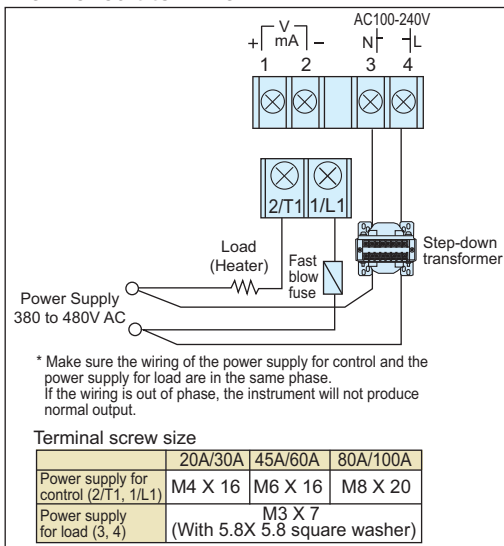 V
mA
+ –
1 2
AC100-240V
N L
3 4
2/T1 1/L1
Load
(Heater)
Fast
blow
fuse
Step-down
transformer
Power Supply
380 to 480V AC
* Make sure the wiring of the power supply for control and the
power supply for load are in the same phase.
If the wiring is out of phase, the instrument will not produce
normal output.
Terminal screw size
20A/30A 45A/60A 80A/100A
Power supply for
control (2/T1, 1/L1) M4 X 16 M6 X 16 M8 X 20
Power supply
for load (3, 4) M3 X 7
(With 5.8X 5.8 square washer)